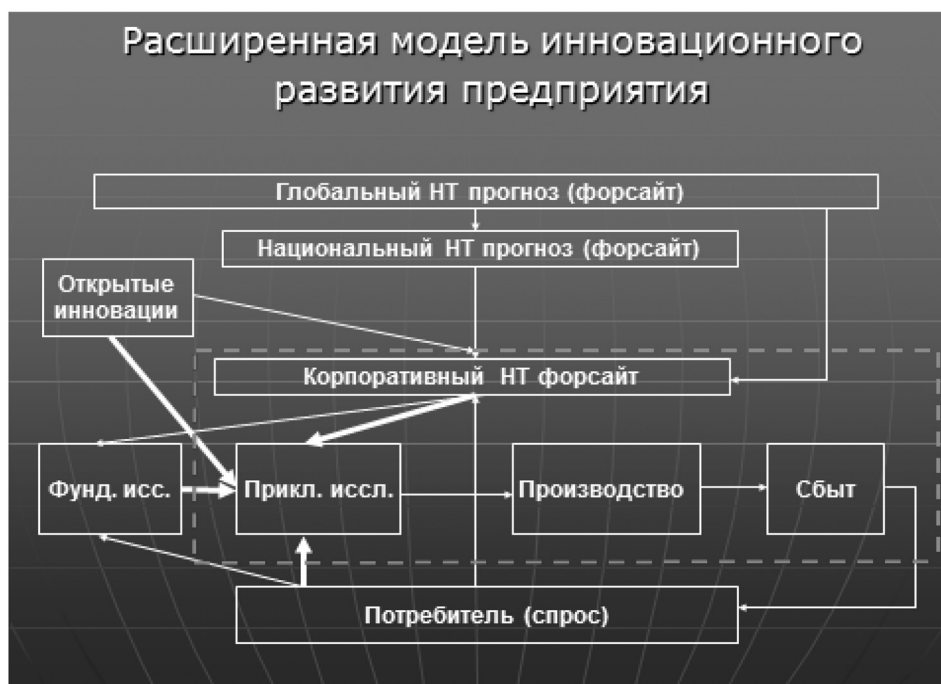 Расширенная модель инновационного
развития предприятия
Глобальный НТ прогноз (форсайт)
Национальный НТ прогноз (форсайт)
Открытые
инновации
Корпоративный НТ форсайт
Фунд. исс.
Прикл. иссл.
Производство
Сбыт
Потребитель (спрос)